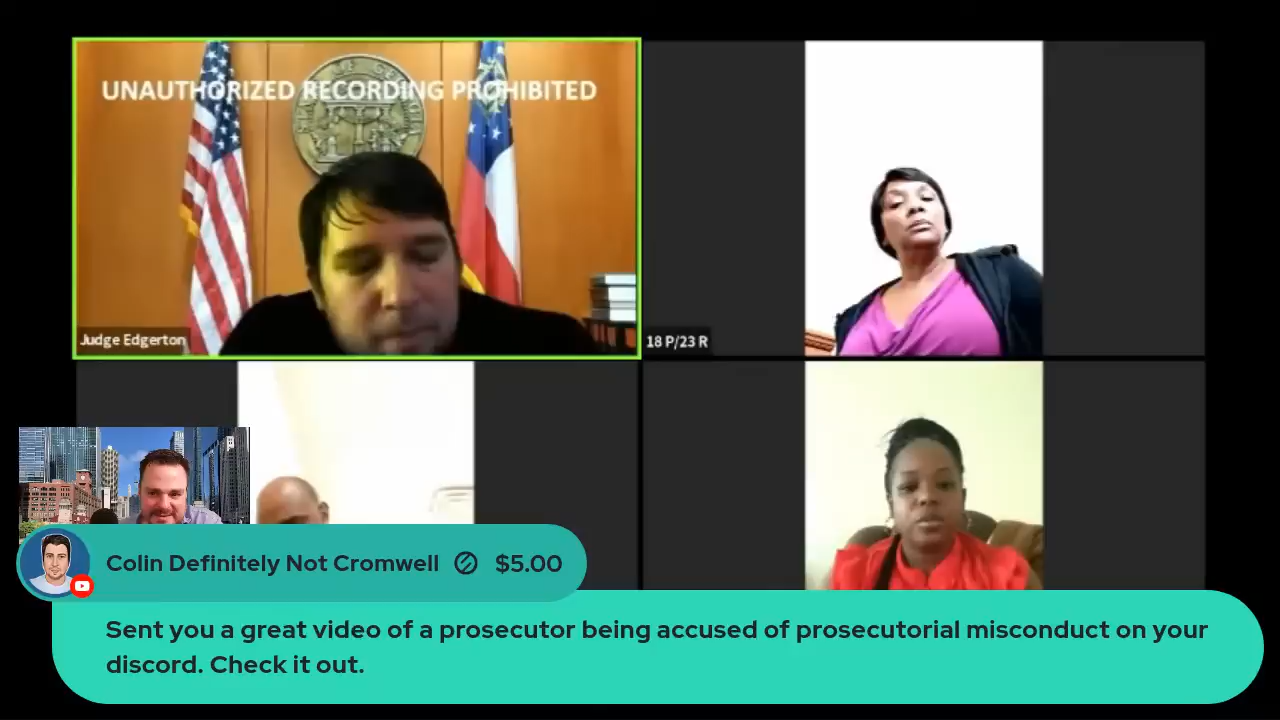 UNAUTHORIZED RECORDING PROHIBITED
Judge Edgerton
18 P/23 R
Colin Definitely Not Cromwell $5.00
Sent you a great video of a prosecutor being accused of prosecutorial misconduct on your
discord. Check it out.